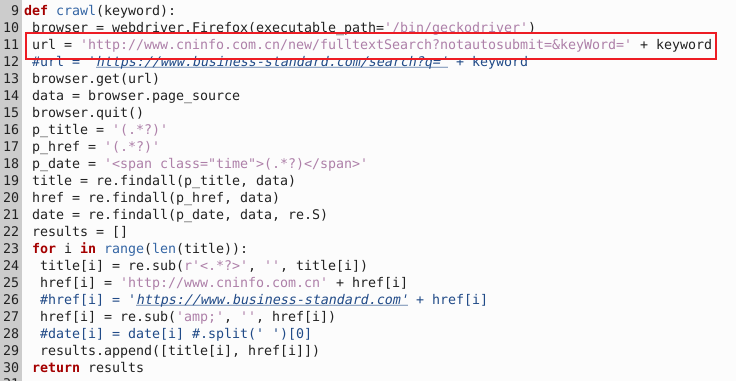 9 def crawl(keyword):
10 browser = webdriver.Firefox(executable_path='/bin/geckodriver')
11 url = 'http://www.cninfo.com.cn/new/fulltextSearch?notautosubmit=&keyWord=' + keyword
12 #url = 'https://www.business-standard.com/search?q=' + keyword
13 browser.get(url)
14 data = browser.page_source
15 browser.quit()
16 p_title = '(.*?)'
17 p_href = '(.*?)'
18 p_date = '<span class="time">(.*?)</span>'
19 title = re.findall(p_title, data)
20 href = re.findall(p_href, data)
21 date = re.findall(p_date, data, re.S)
22 results = []
23 for i in range(len(title)):
24 title[i] = re.sub(r'<.*?>', '', title[i])
25 href[i] = 'http://www.cninfo.com.cn' + href[i]
26 #href[i] = 'https://www.business-standard.com' + href[i]
27 href[i] = re.sub('amp;', '', href[i])
28 #date[i] = date[i] #.split(' ')[0]
29 results.append([title[i], href[i]])
30 return results